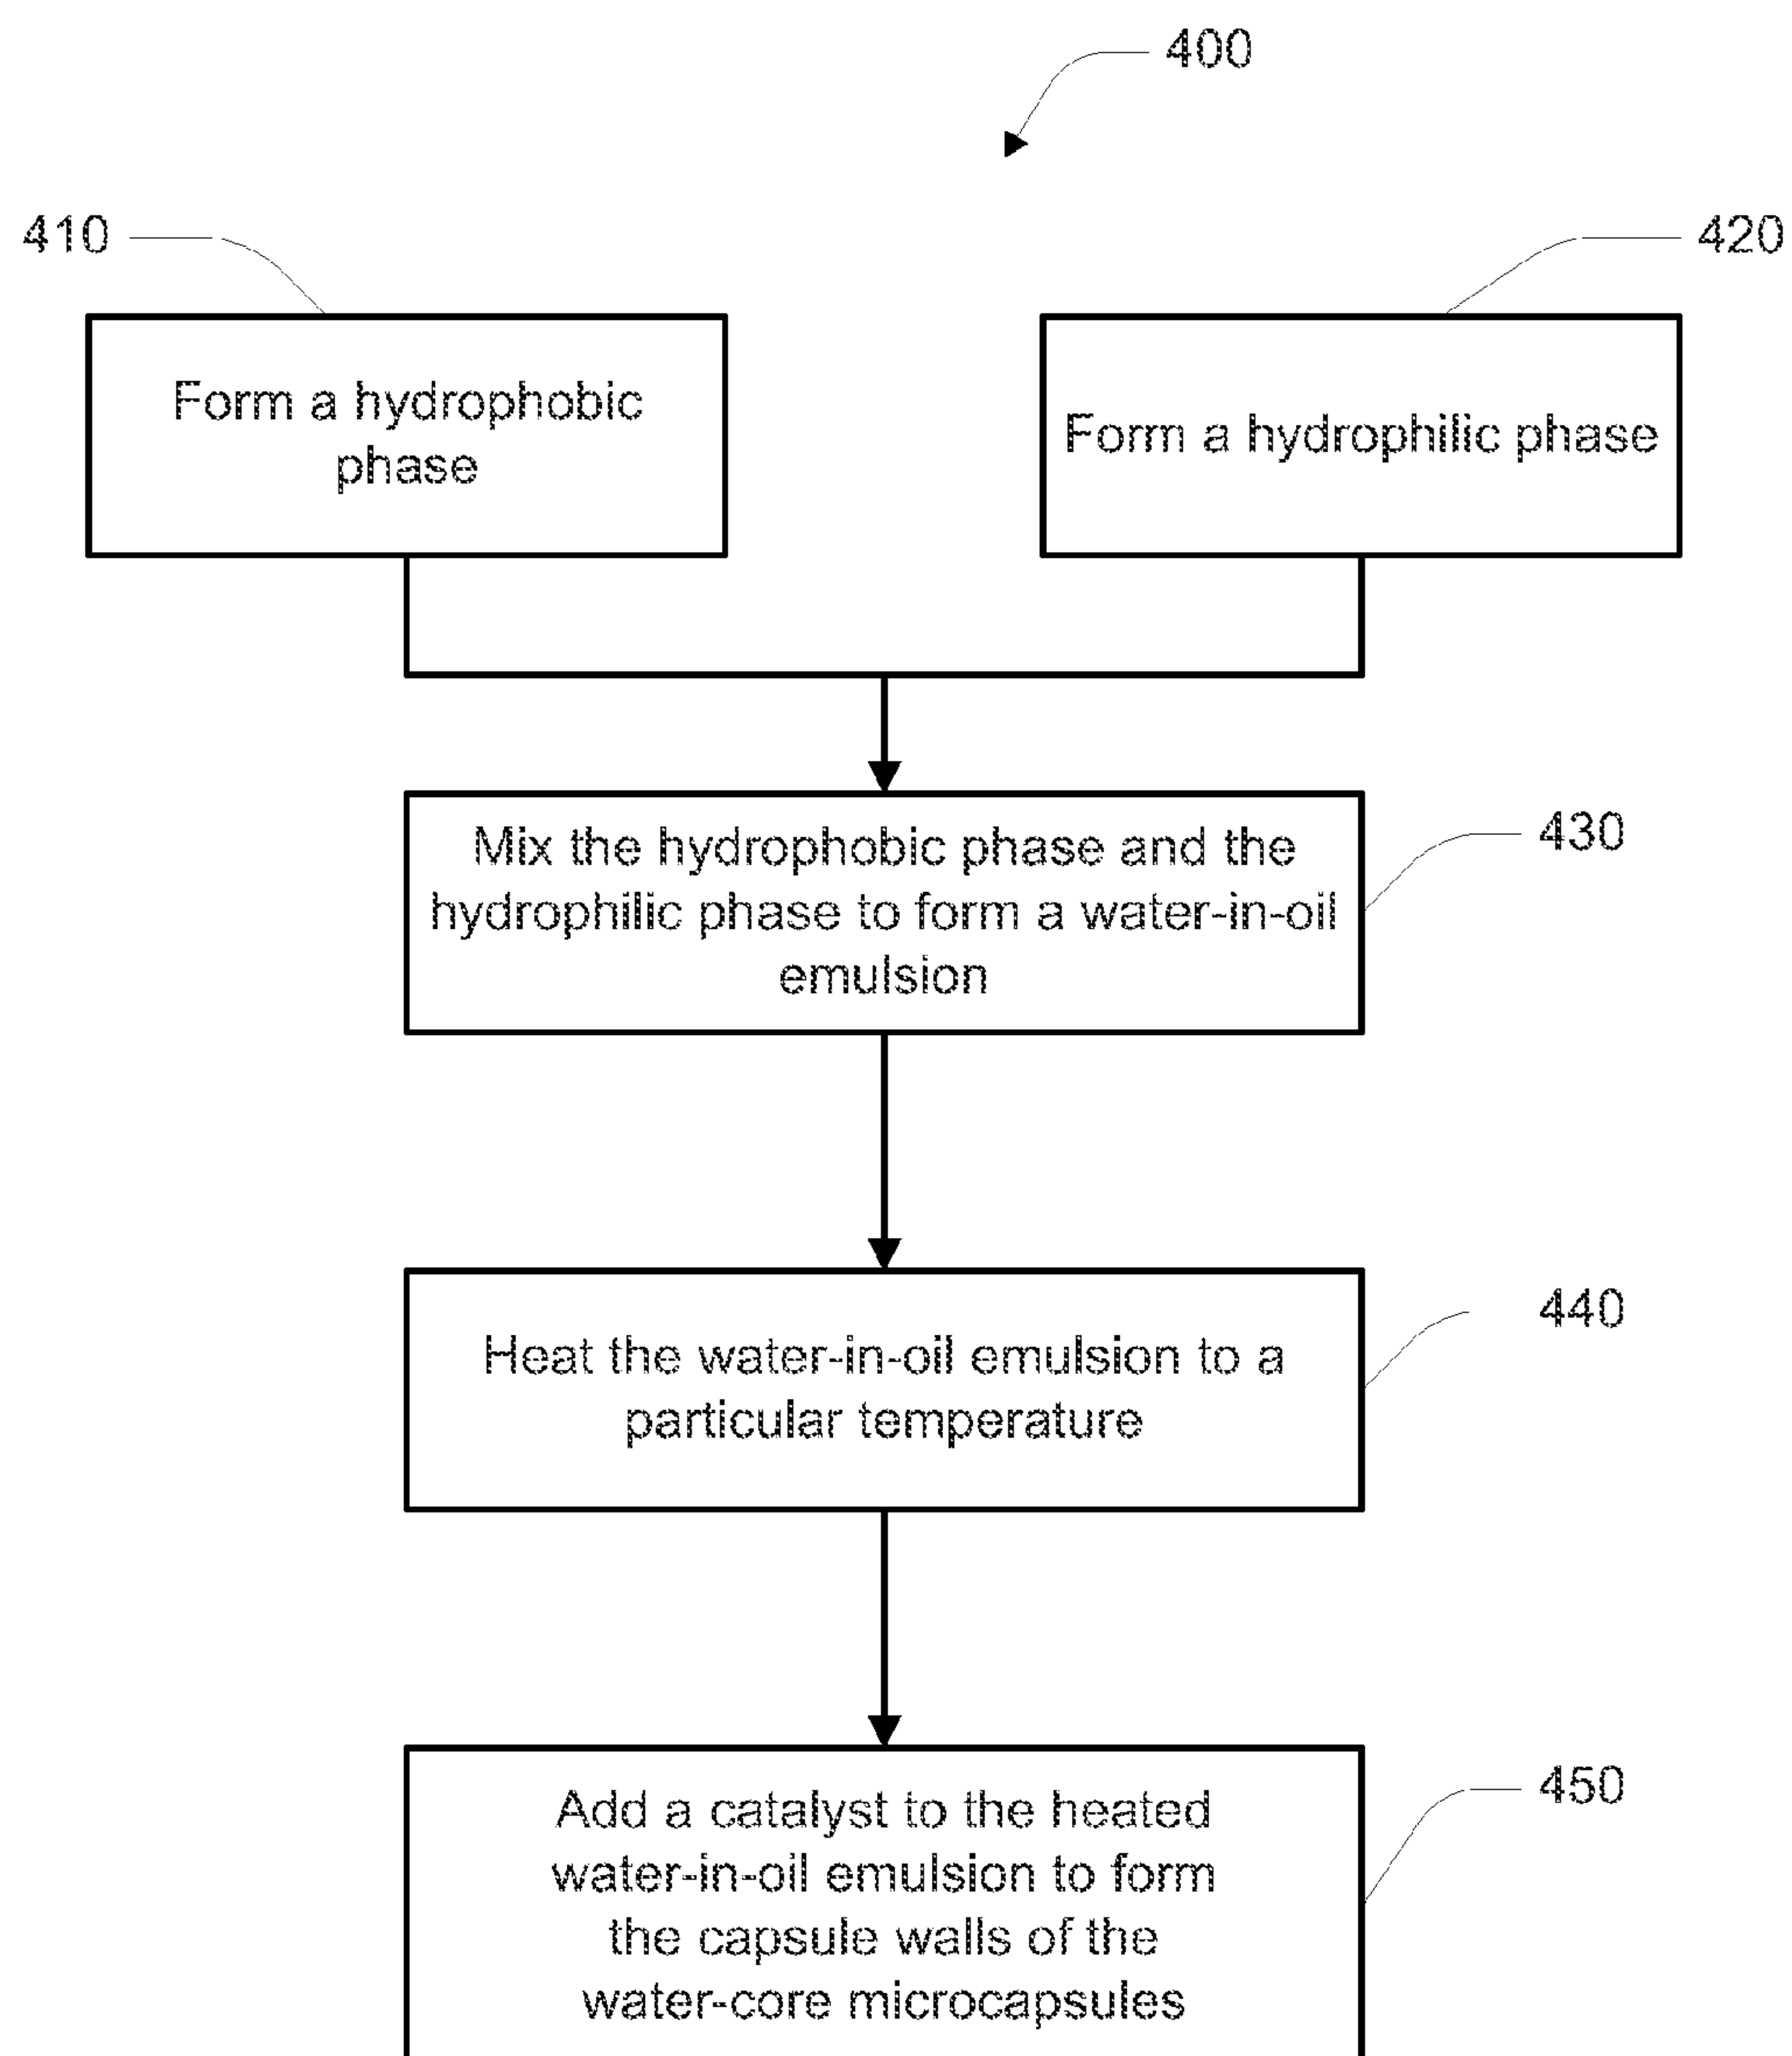 400
410
420
Form a hydrophobic
phase
Form a hydrophilic phase
Mix the hydrophobic phase and the
hydrophilic phase to form a water-in-oil
emulsion
430
Heat the water-in-oil emulsion to a
particular temperature
440
Add a catalyst to the heated
water-in-oil emulsion to form
the capsule walls of the
water-core microcapsules
450